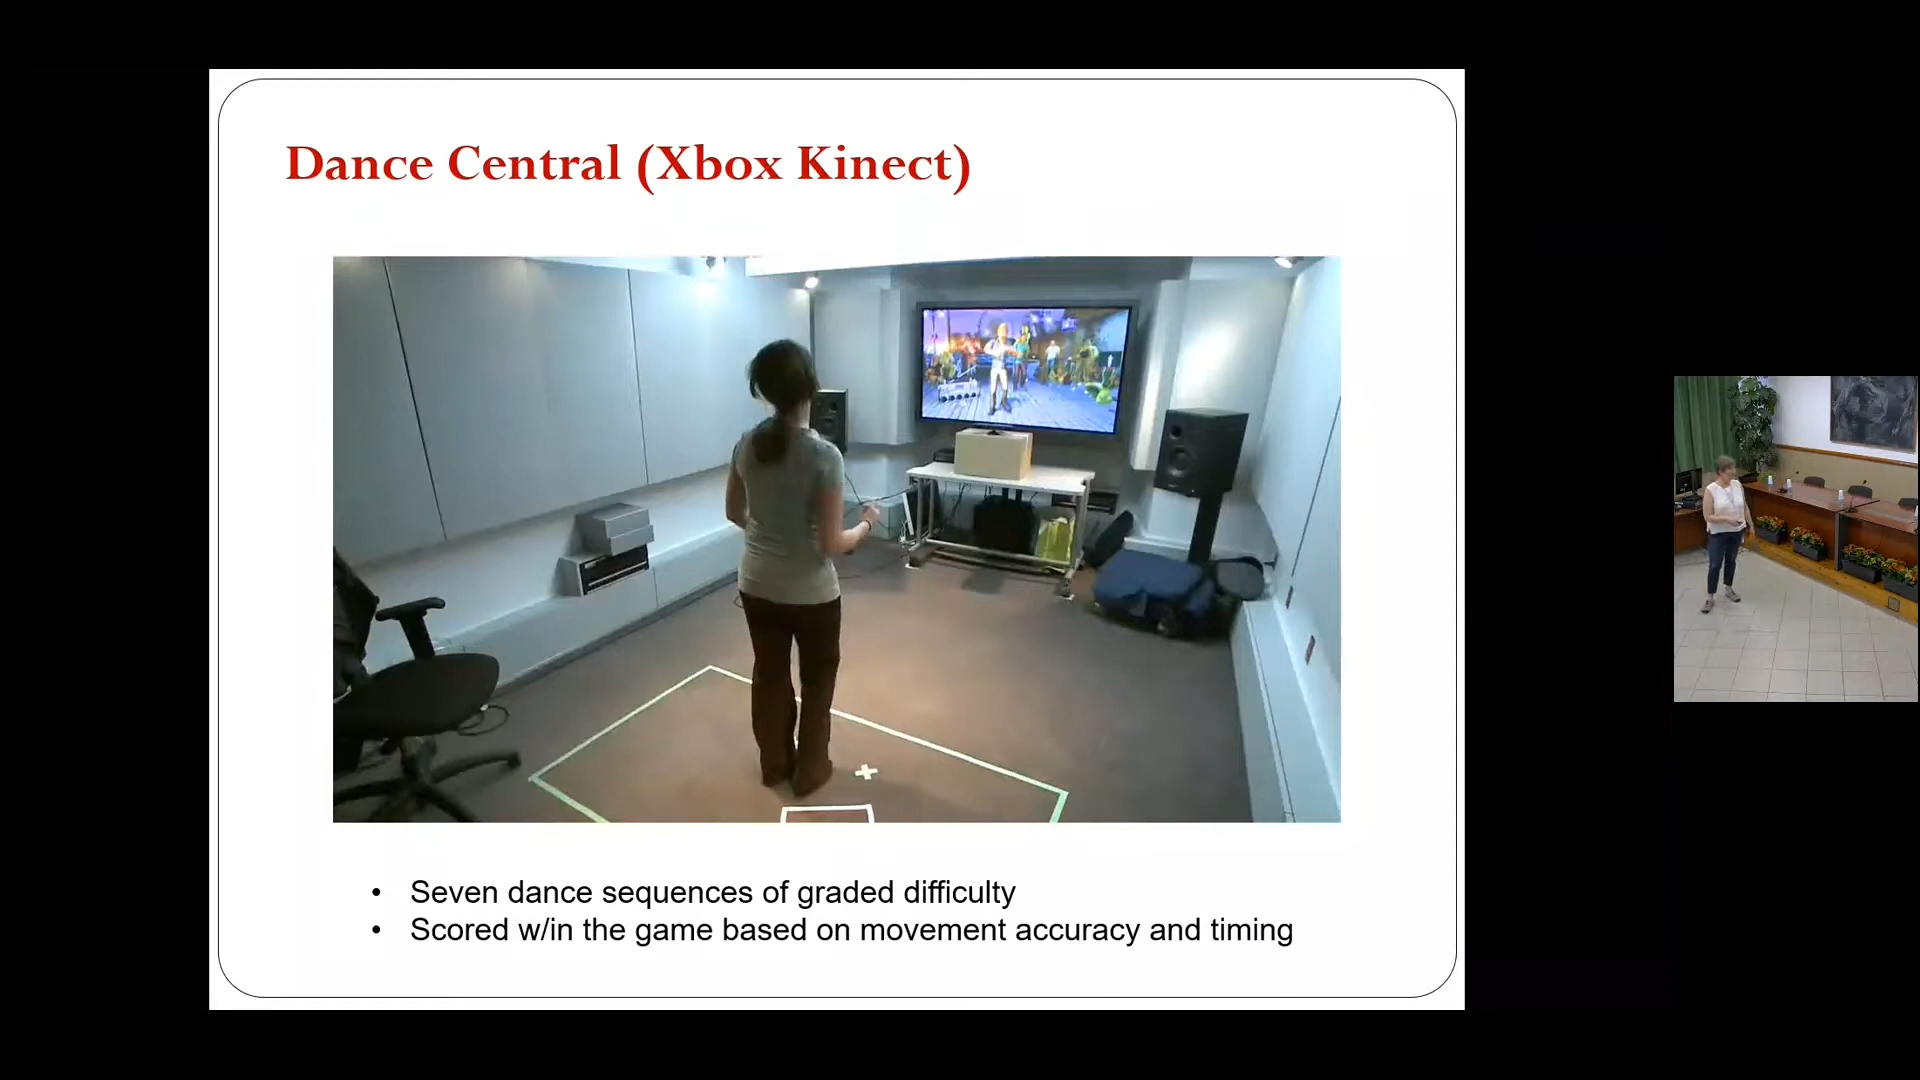 Dance Central (Xbox Kinect)
• Seven dance sequences of graded difficulty
• Scored w/in the game based on movement accuracy and timing